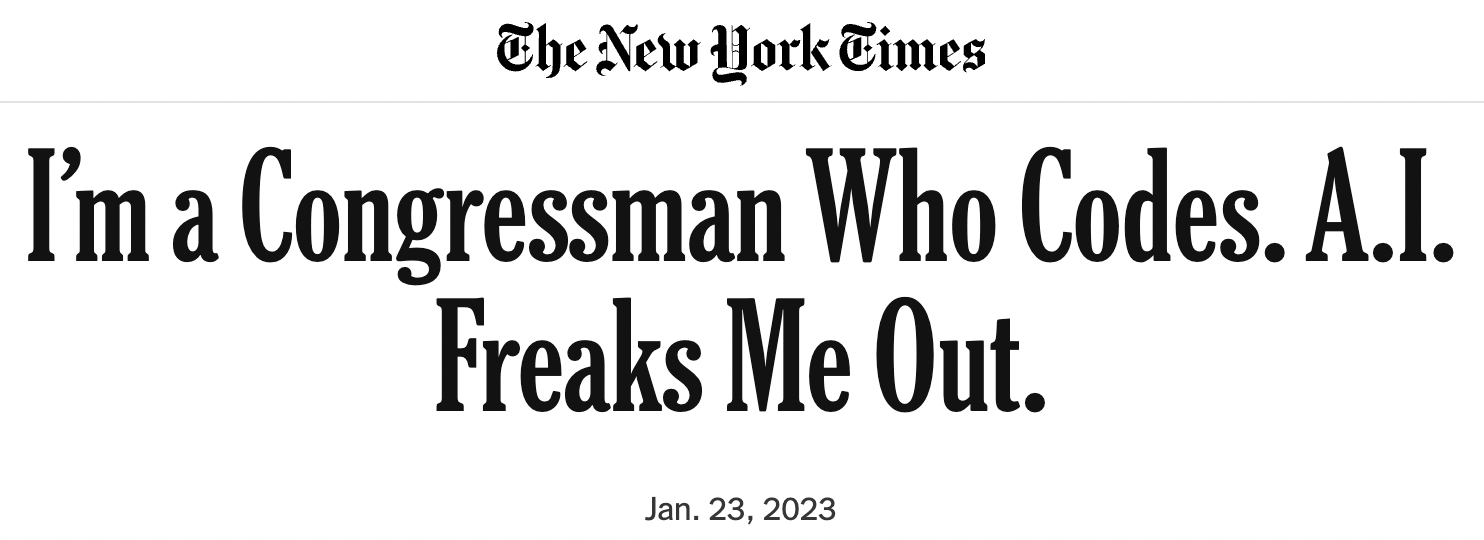 The New York Times
I’m a Congressman Who Codes. A.I.
Freaks Me Out.
Jan. 23, 2023